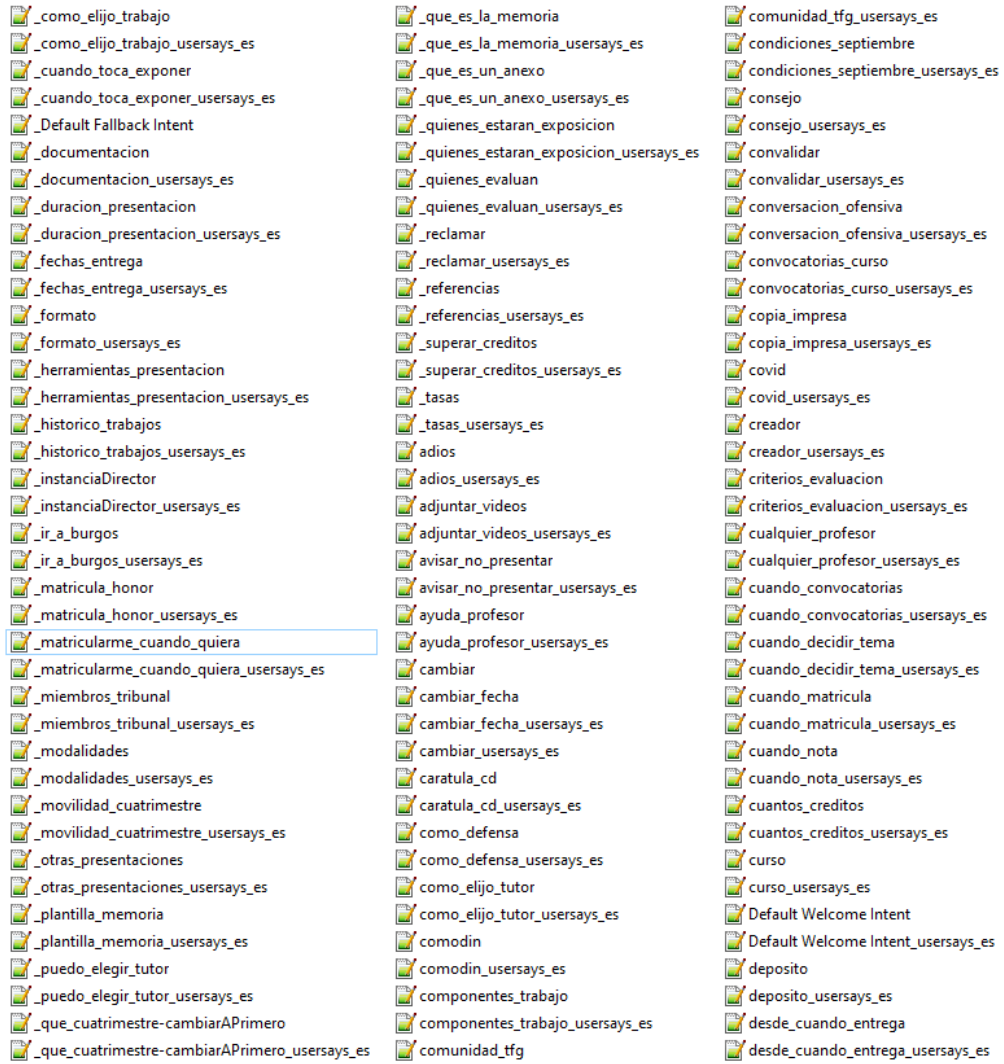 _como_elijo_trabajo
_como_elijo_trabajo_usersays_es
_cuando_toca_exponer
_cuando_toca_exponer_usersays_es
_Default Fallback Intent
_documentacion
_documentacion_usersays_es
_duracion_presentacion
_duracion_presentacion_usersays_es
_fechas_entrega
_fechas_entrega_usersays_es
_formato
_formato_usersays_es
_herramientas_presentacion
_herramientas_presentacion_usersays_es
_historico_trabajos
_historico_trabajos_usersays_es
_instanciaDirector
_instanciaDirector_usersays_es
_ir_a_burgos
_ir_a_burgos_usersays_es
_matricula_honor
_matricula_honor_usersays_es
_matricularme_cuando_quiera
_matricularme_cuando_quiera_usersays_es
_miembros_tribunal
_miembros_tribunal_usersays_es
_modalidades
_modalidades_usersays_es
_movilidad_cuatrimestre
_movilidad_cuatrimestre_usersays_es
_otras_presentaciones
_otras_presentaciones_usersays_es
_plantilla_memoria
_plantilla_memoria_usersays_es
_puedo_elegir_tutor
_puedo_elegir_tutor_usersays_es
_que_cuatrimestre-cambiarAPrimero
_que_cuatrimestre-cambiarAPrimero_usersays_es
_que_es_la_memoria
_que_es_la_memoria_usersays_es
_que_es_un_anexo
_que_es_un_anexo_usersays_es
_quienes_estaran_exposicion
_quienes_estaran_exposicion_usersays_es
_quienes_evaluan
_quienes_evaluan_usersays_es
_reclamar
_reclamar_usersays_es
_referencias
_referencias_usersays_es
_superar_creditos
_superar_creditos_usersays_es
_tasas
_tasas_usersays_es
adios
adios_usersays_es
adjuntar_videos
adjuntar_videos_usersays_es
avisar_no_presentar
avisar_no_presentar_usersays_es
ayuda_profesor
ayuda_profesor_usersays_es
cambiar
cambiar_fecha
cambiar_fecha_usersays_es
cambiar_usersays_es
caratula_cd
caratula_cd_usersays_es
como_defensa
como_defensa_usersays_es
como_elijo_tutor
como_elijo_tutor_usersays_es
comodin
comodin_usersays_es
componentes_trabajo
componentes_trabajo_usersays_es
comunidad_tfg
comunidad_tfg_usersays_es
condiciones_septiembre
condiciones_septiembre_usersays_es
consejo
consejo_usersays_es
convalidar
convalidar_usersays_es
conversacion_ofensiva
conversacion_ofensiva_usersays_es
convocatorias_curso
convocatorias_curso_usersays_es
copia_impresa
copia_impresa_usersays_es
covid
covid_usersays_es
creador
creador_usersays_es
criterios_evaluacion
criterios_evaluacion_usersays_es
cualquier_profesor
cualquier_profesor_usersays_es
cuando_convocatorias
cuando_convocatorias_usersays_es
cuando_decidir_tema
cuando_decidir_tema_usersays_es
cuando_matricula
cuando_matricula_usersays_es
cuando_nota
cuando_nota_usersays_es
cuantos_creditos
cuantos_creditos_usersays_es
curso
curso_usersays_es
Default Welcome Intent
Default Welcome Intent_usersays_es
deposito
deposito_usersays_es
desde_cuando_entrega
desde_cuando_entrega_usersays_es